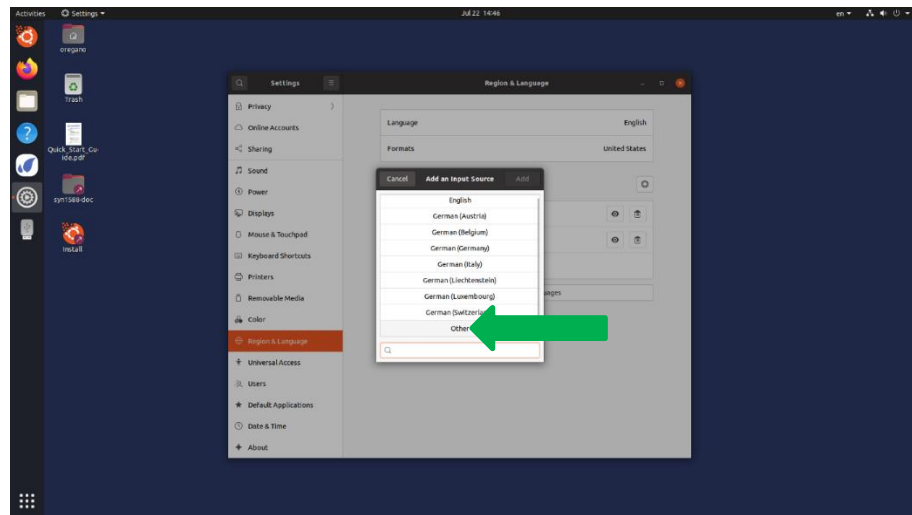 Activities Settings Jul 22 14:46 en
oregano
Trash
Quick_Start_Gu-
ide.pdf
syn1588-doc
Install
Settings Region & Language
Privacy
Online Accounts
Sharing
Sound
Power
Displays
Mouse & Touchpad
Keyboard Shortcuts
Printers
Removable Media
Color
Region & Language
Universal Access
Users
Default Applications
Date & Time
About
Language English
Formats United States
Cancel Add an Input Source Add
English
German (Austria)
German (Belgium)
German (Germany)
German (Italy)
German (Liechtenstein)
German (Luxembourg)
German (Switzerla
Other